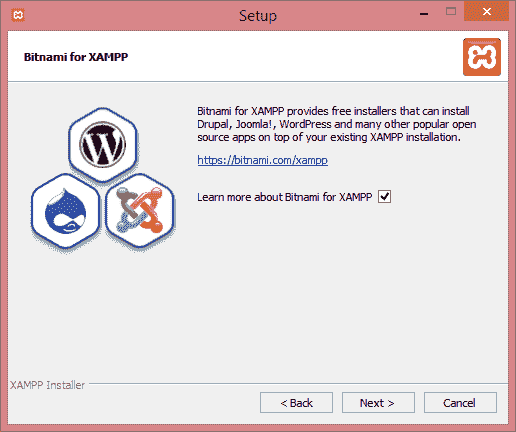 Setup
Bitnami for XAMPP
Bitnami for XAMPP provides free installers that can install
Drupal, Joomla!, WordPress and many other popular open
source apps on top of your existing XAMPP installation.
https://bitnami.com/xampp
Learn more about Bitnami for XAMPP
XAMPP Installer
< Back
Next >
Cancel